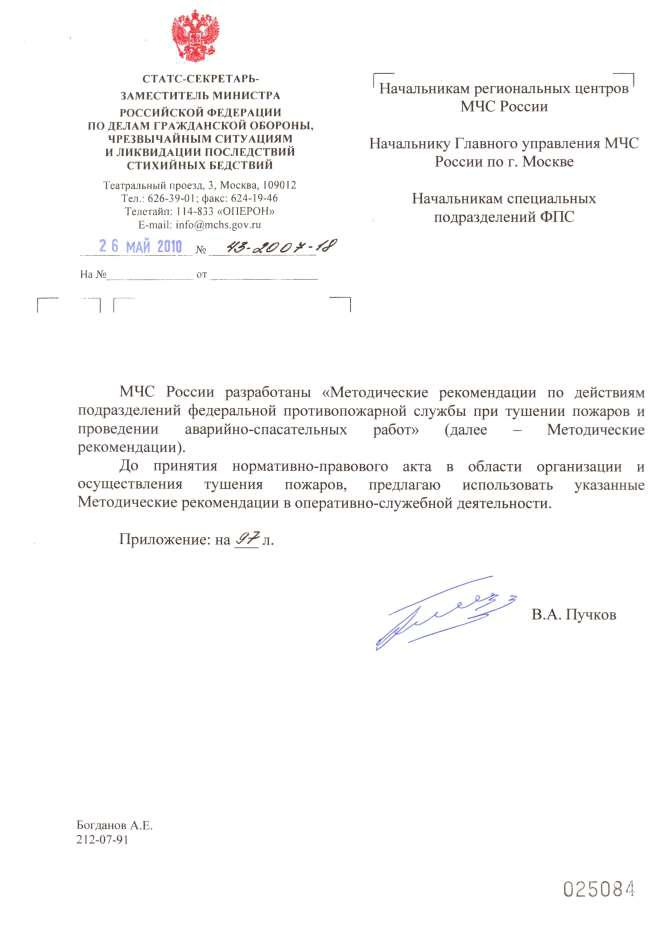 СТАТС-СЕКРЕТАРЬ-
ЗАМЕСТИТЕЛЬ МИНИСТРА
РОССИЙСКОЙ ФЕДЕРАЦИИ
ПО ДЕЛАМ ГРАЖДАНСКОЙ ОБОРОНЫ,
ЧРЕЗВЫЧАЙНЫМ СИТУАЦИЯМ
И ЛИКВИДАЦИИ ПОСЛЕДСТВИЙ
СТИХИЙНЫХ БЕДСТВИЙ
Театральный проезд, 3, Москва, 109012
Тел.: 626-39-01; факс: 624-19-46
Телетайп: 114-833 «ОПЕРОН»
E-mail: info@mchs.gov.ru
26 МАЙ 2010 № 43-2007-18
На № от
Начальникам региональных центров
МЧС России
Начальнику Главного управления МЧС
России по г. Москве
Начальникам специальных
подразделений ФПС
МЧС России разработаны «Методические рекомендации по действиям
подразделений федеральной противопожарной службы при тушении пожаров и
проведении аварийно-спасательных работ» (далее – Методические
рекомендации).
До принятия нормативно-правового акта в области организации и
осуществления тушения пожаров, предлагаю использовать указанные
Методические рекомендации в оперативно-служебной деятельности.
Приложение: на 97 л.
В.А. Пучков
Богданов А.Е.
212-07-91
025084